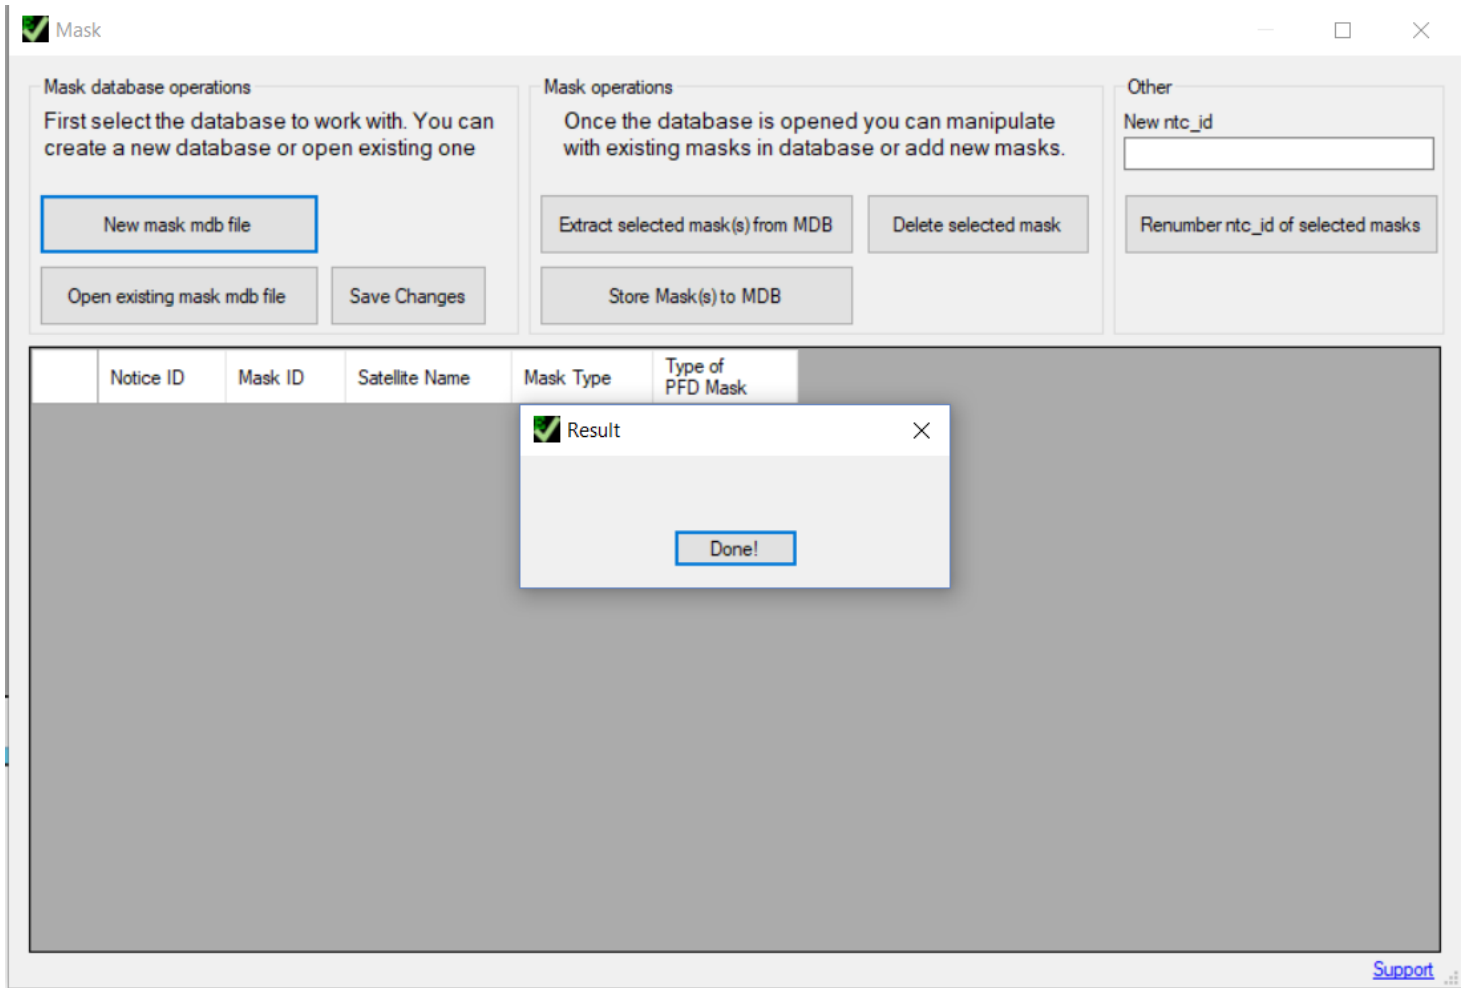 Mask
Mask database operations
First select the database to work with. You can
create a new database or open existing one
New mask mdb file
Open existing mask mdb file
Save Changes
Mask operations
Once the database is opened you can manipulate
with existing masks in database or add new masks.
Extract selected mask(s) from MDB
Delete selected mask
Store Mask(s) to MDB
Other
New ntc_id
Renumber ntc_id of selected masks
Notice ID
Mask ID
Satellite Name
Mask Type
Type of
PFD Mask
Result
Done!
Support